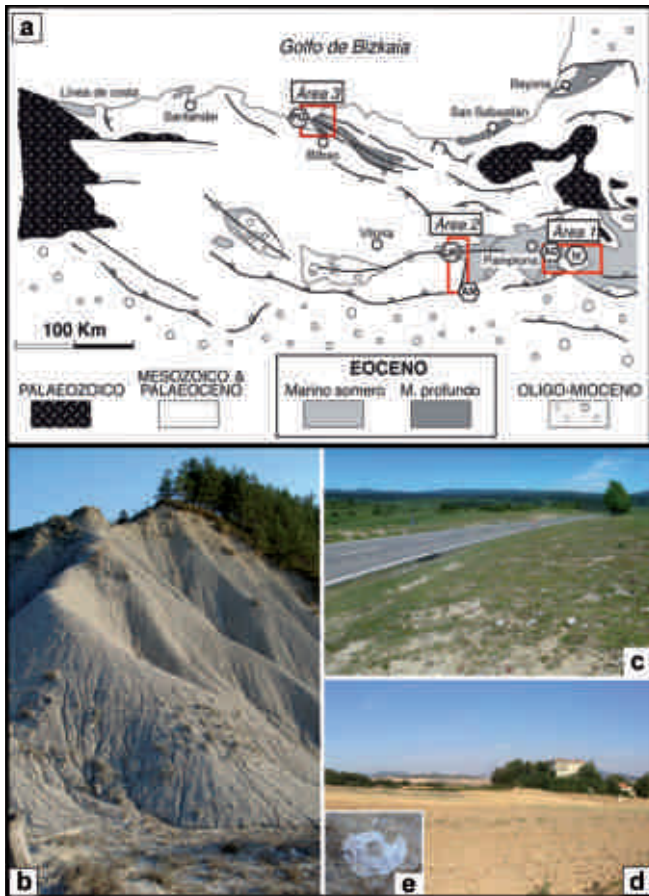 a
Golfo de Bizkaia
Línea de costa
Santander
Área 3
Bilbao
San Sebastián
Bayona
Vitoria
Área 2
Pamplona
Área 1
100 Km
PALAEOZOICO
MESOZOICO &
PALAEOCENO
EOCENO
Marino somero
M. profundo
OLIGO-MIOCENO
b
c
d
e